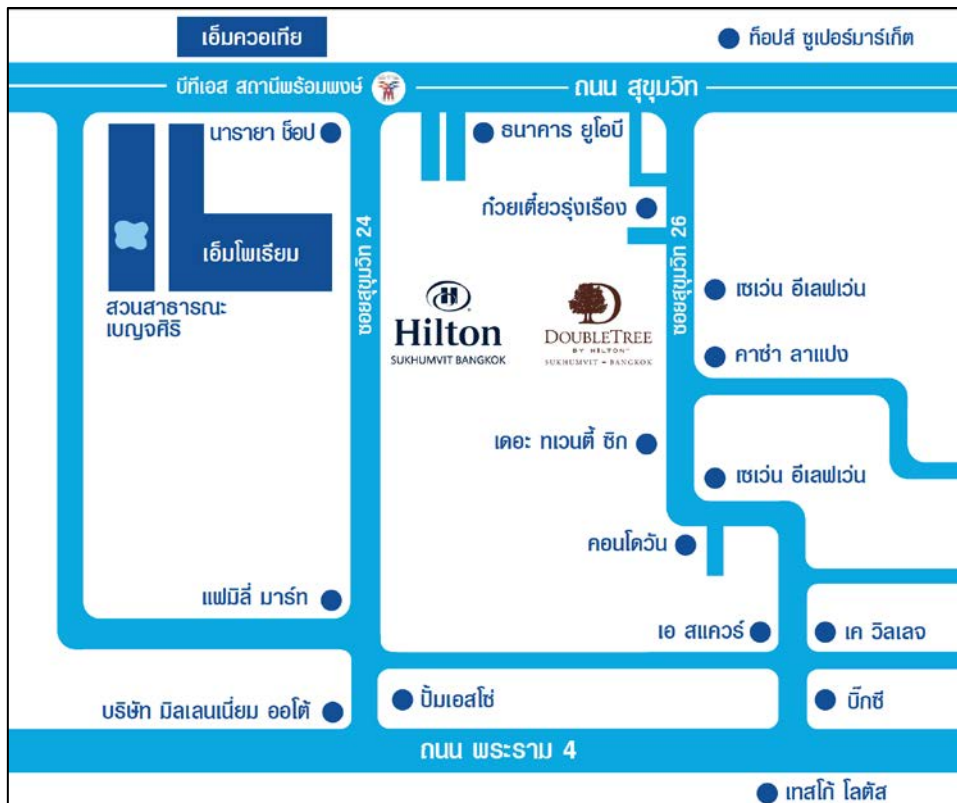 เอ็มควอเทีย
ท็อปส์ ซูเปอร์มาร์เก็ต
บีทีเอส สถานีพร้อมพงษ์
ถนน สุขุมวิท
นารายา ช็อป
ธนาคาร ยูโอบี
ก๋วยเตี๋ยวรุ่งเรือง
เอ็มโพเรียม
ซอยสุขุมวิท 24
ซอยสุขุมวิท 26
สวนสาธารณะ
เบญจศิริ
H
Hilton
SUKHUMVIT BANGKOK
D
DOUBLETREE
BY HILTON™
SUKHUMVIT - BANGKOK
เซเว่น อีเลฟเว่น
คาซ่า ลาแปง
เดอะ ทเวนตี้ ซิก
เซเว่น อีเลฟเว่น
คอนโดวัน
แฟมิลี่ มาร์ท
เอ สแควร์
เค วิลเลจ
บริษัท มิลเลนเนี่ยม ออโต้
ปั้มเอสโซ่
บิ๊กซี
ถนน พระราม 4
เทสโก้ โลตัส